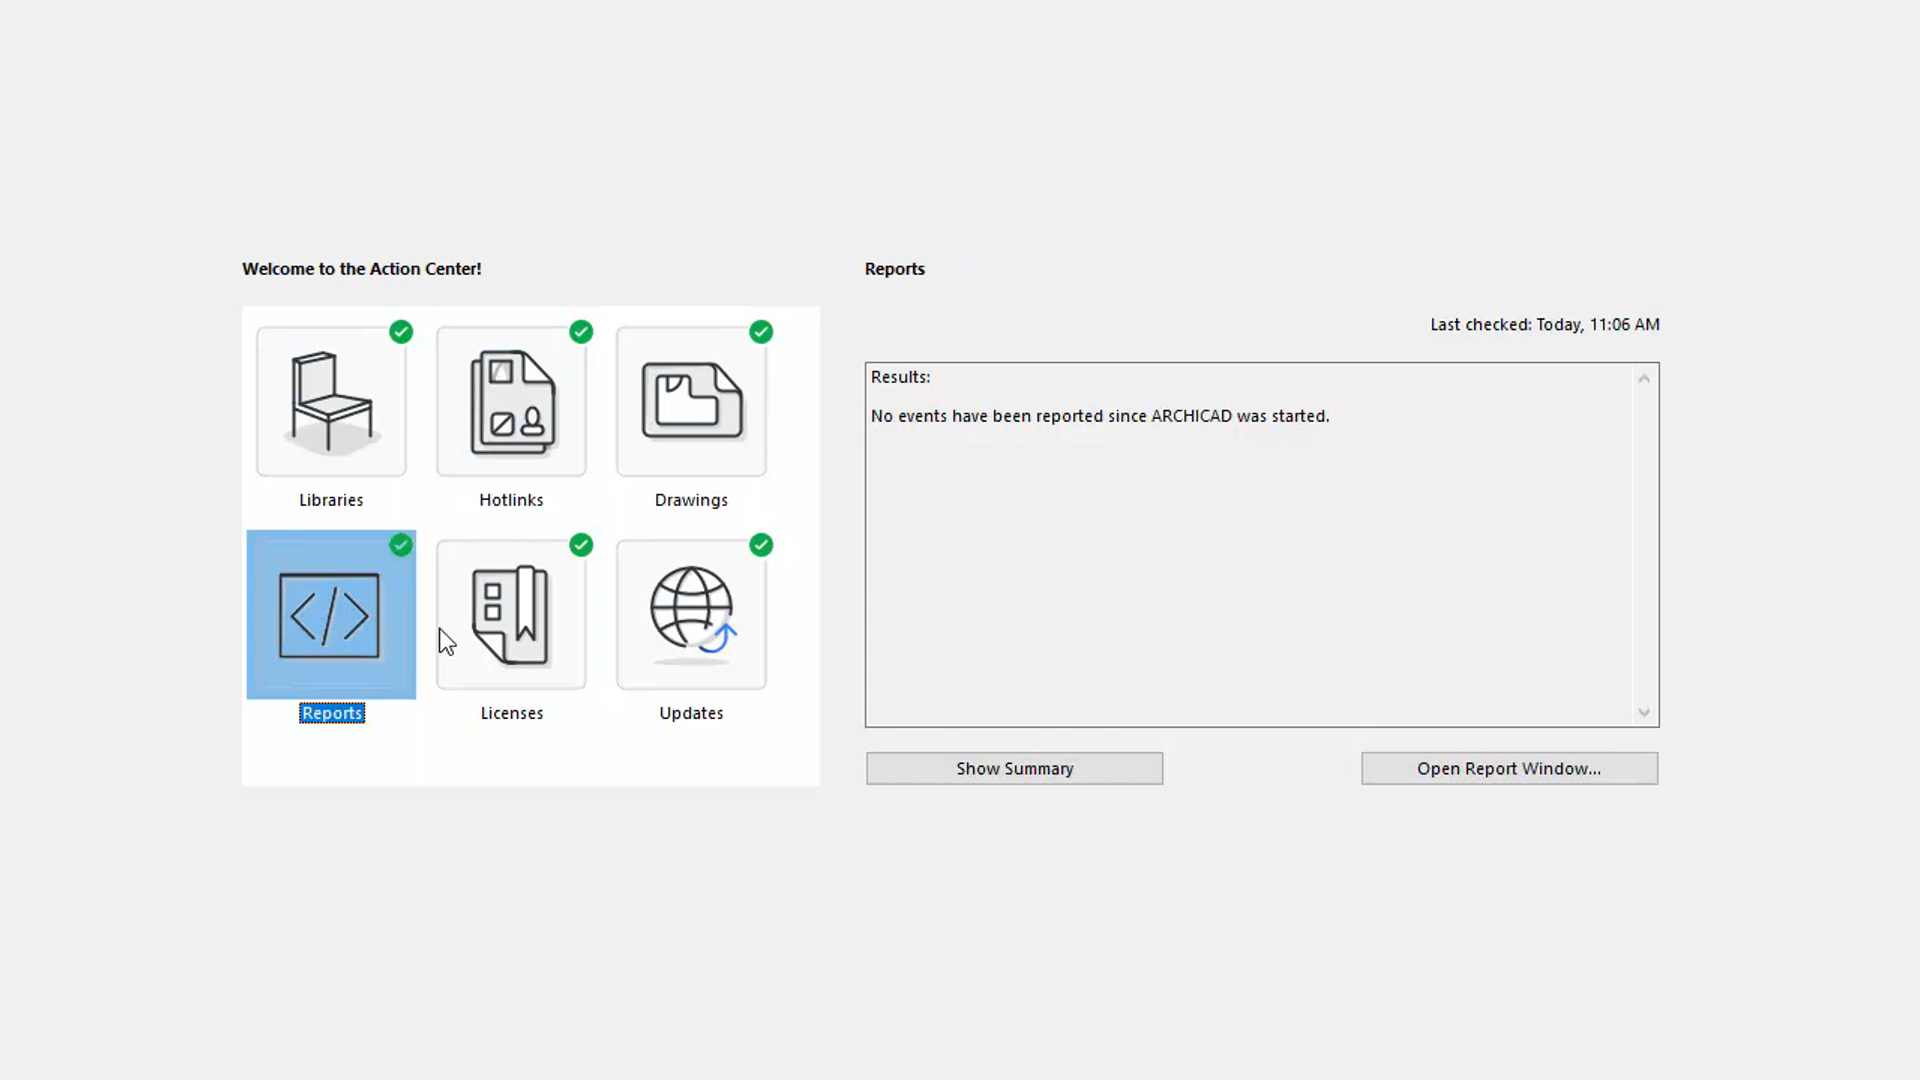 Welcome to the Action Center!
Libraries
Hotlinks
Drawings
Reports
Licenses
Updates
Reports
Last checked: Today, 11:06 AM
Results:
No events have been reported since ARCHICAD was started.
Show Summary
Open Report Window...